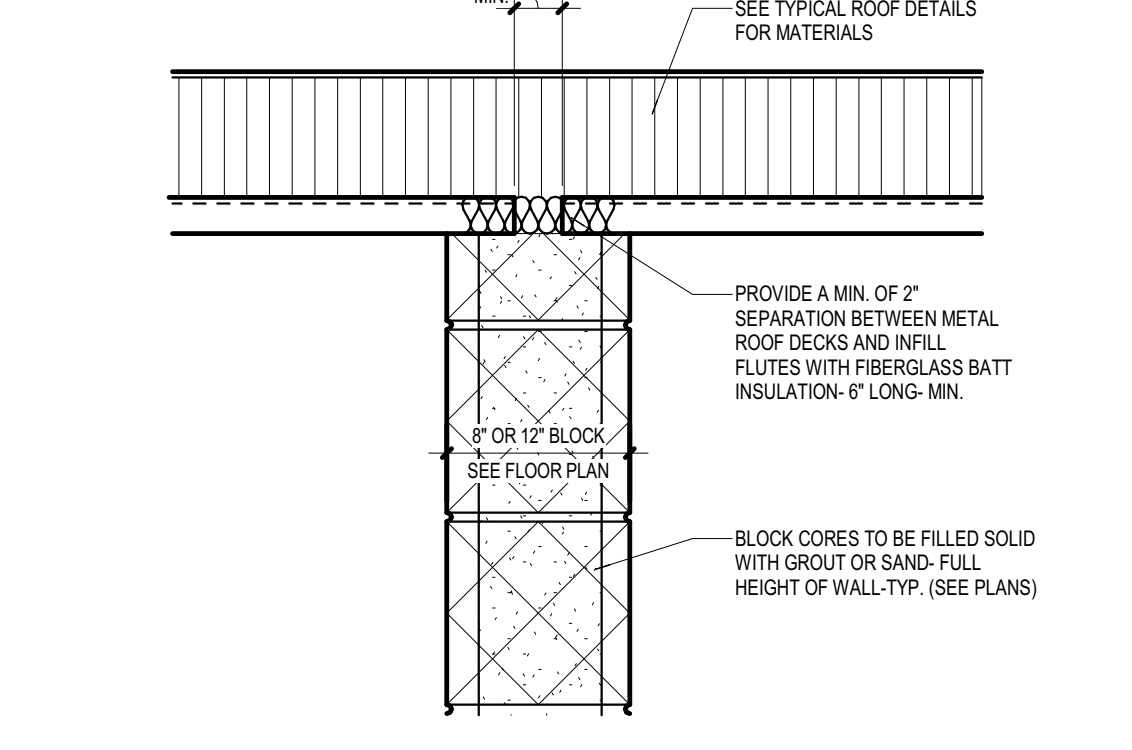 MIN.
SEE TYPICAL ROOF DETAILS
FOR MATERIALS
PROVIDE A MIN. OF 2"
SEPARATION BETWEEN METAL
ROOF DECKS AND INFILL
FLUTES WITH FIBERGLASS BATT
INSULATION- 6" LONG- MIN.
8" OR 12" BLOCK
SEE FLOOR PLAN
BLOCK CORES TO BE FILLED SOLID
WITH GROUT OR SAND- FULL
HEIGHT OF WALL-TYP. (SEE PLANS)